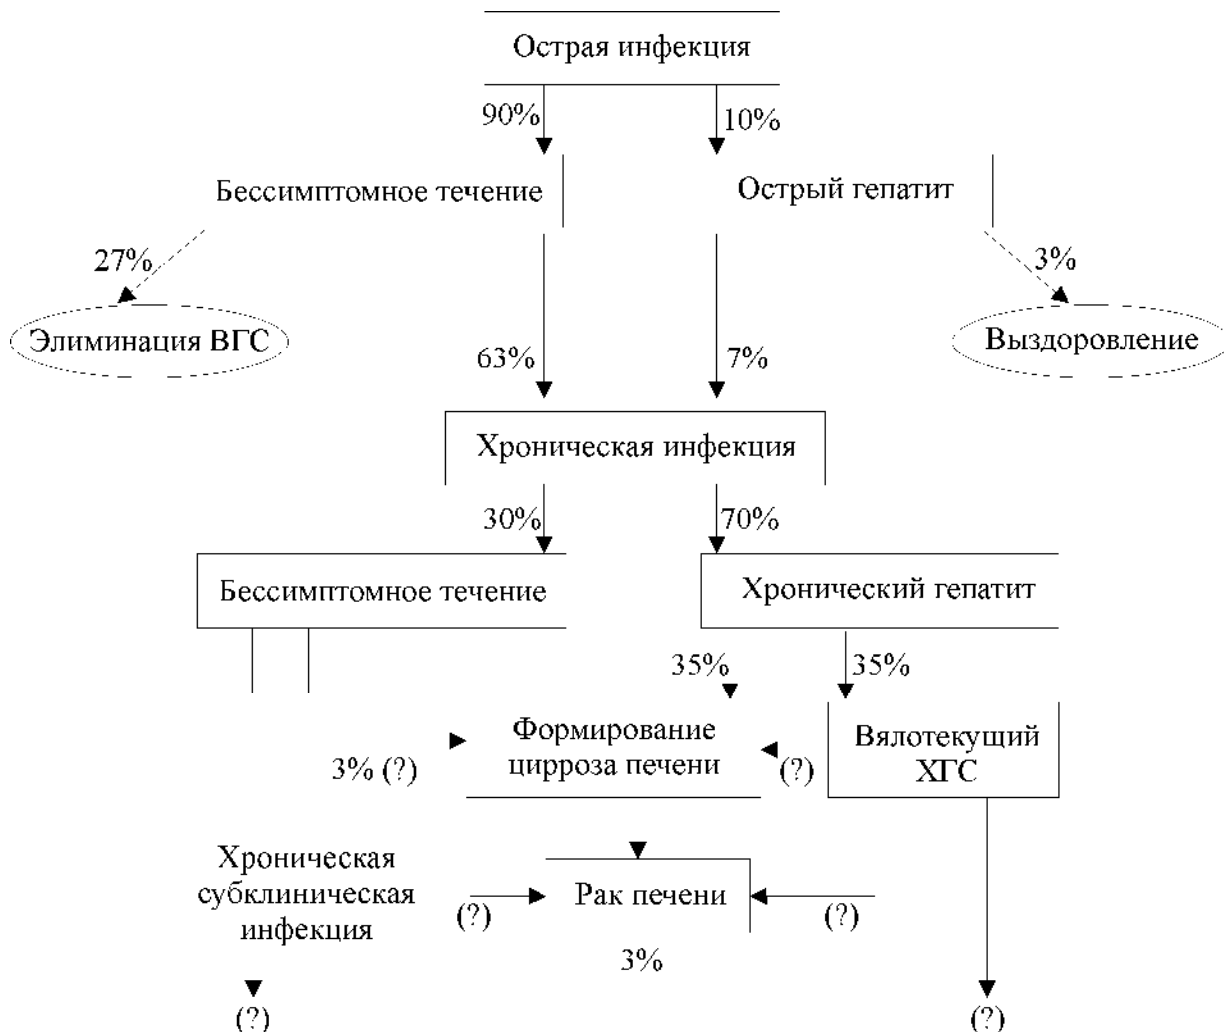 Острая инфекция
90%
10%
Бессимптомное течение
Острый гепатит
27%
3%
Элиминация ВГС
Выздоровление
63%
7%
Хроническая инфекция
30%
70%
Бессимптомное течение
Хронический гепатит
35%
35%
Формирование
цирроза печени
Вялотекущий
ХГС
3% (?)
(?)
Хроническая
субклиническая
инфекция
Рак печени
(?)
(?)
3%
(?)
(?)